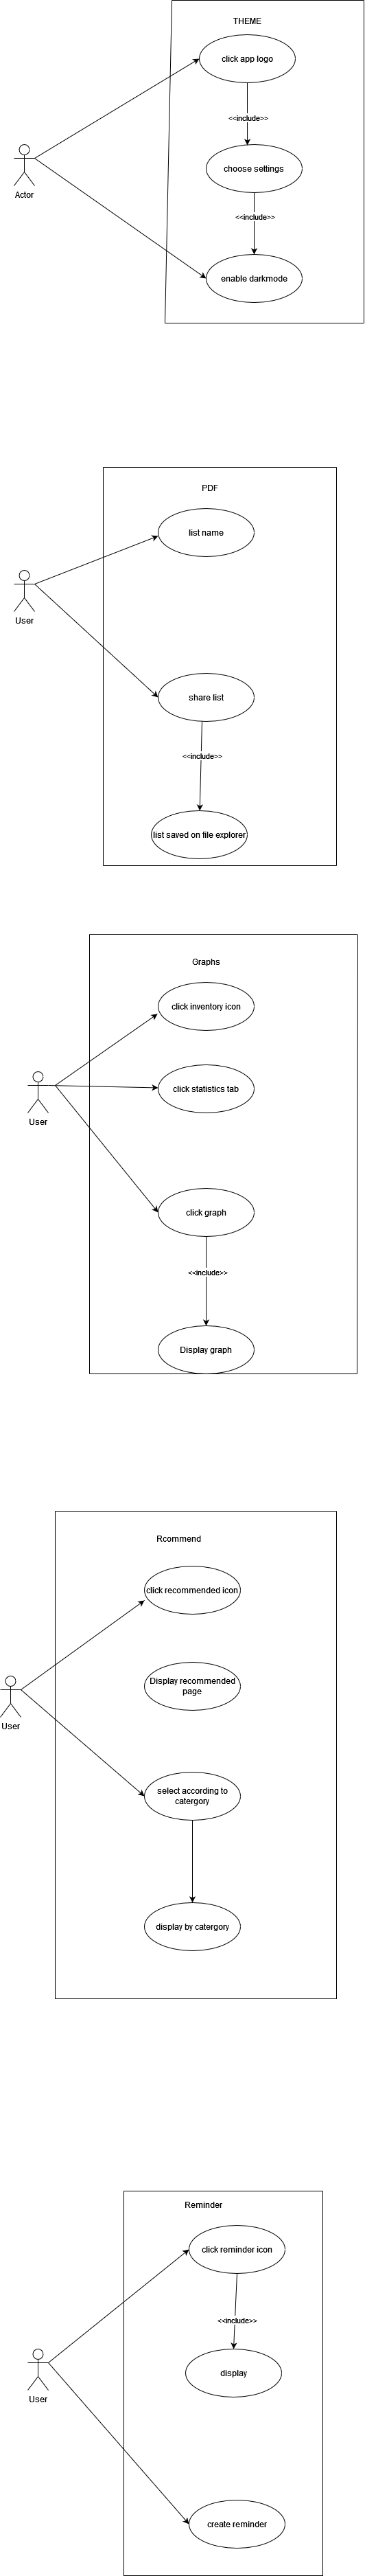 THEME
click app logo
<<include>>
choose settings
<<include>>
enable darkmode
Actor
PDF
list name
User
share list
<<include>>
list saved on file explorer
Graphs
click inventory icon
click statistics tab
User
click graph
<<include>>
Display graph
Rcommend
click recommended icon
Display recommended
page
User
select according to
catergory
display by catergory
Reminder
click reminder icon
<<include>>
display
User
create reminder